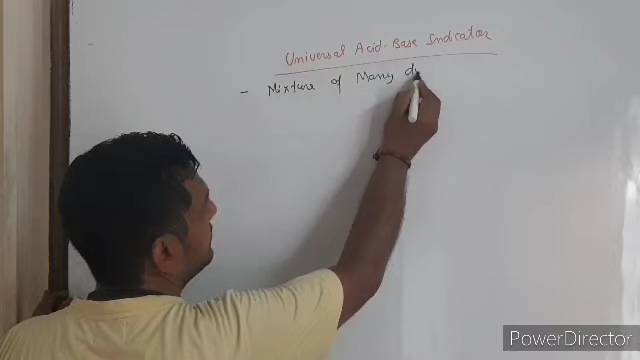 Universal Acid-Base Indicator
- Mixture of Many
PowerDirector